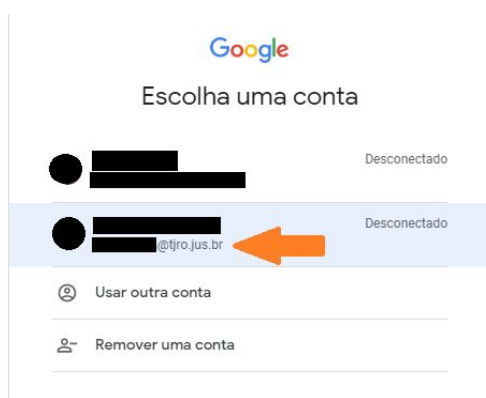 Google
Escolha uma conta
Desconectado
Desconectado
@tjro.jus.br
Usar outra conta
Remover uma conta